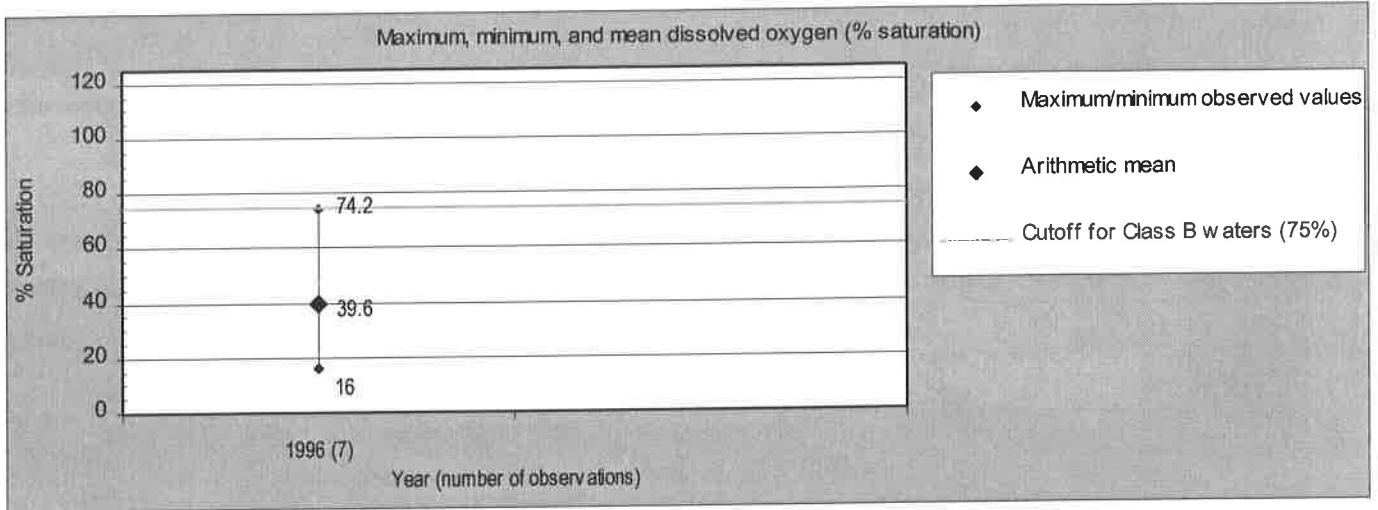 Maximum, minimum, and mean dissolved oxygen (% saturation)
120
100
80
60
40
20
0
% Saturation
74.2
39.6
16
1996 (7)
Year (number of observations)
Maximum/minimum observed values
Arithmetic mean
Cutoff for Class B waters (75%)